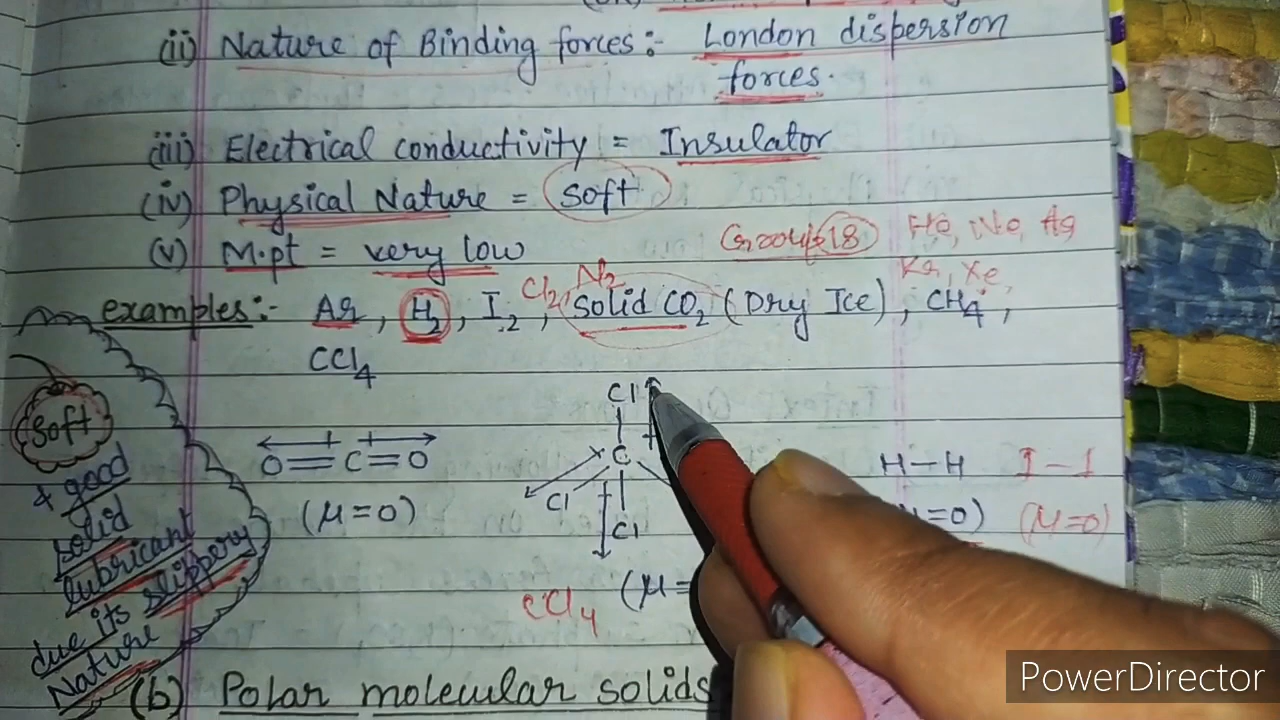 (ii) Nature of Binding forces:- London dispersion
forces.
(iii) Electrical conductivity = Insulator
(iv) Physical Nature = soft
(v) M.pt = very low
Group 18 He, Ne, Ar
Kr, Xe,
Cl2, N2
examples:- Ar, H2, I2, solid CO2 (Dry Ice), CH4,
CCl4
Cl
O=C=O
(μ=0)
C
Cl
Cl
(μ=
CCl4
H-H
μ=0)
I-I
(μ=0)
soft
& good
solid
lubricant
due its slippery
Nature
(b) Polar molecular solids
PowerDirector